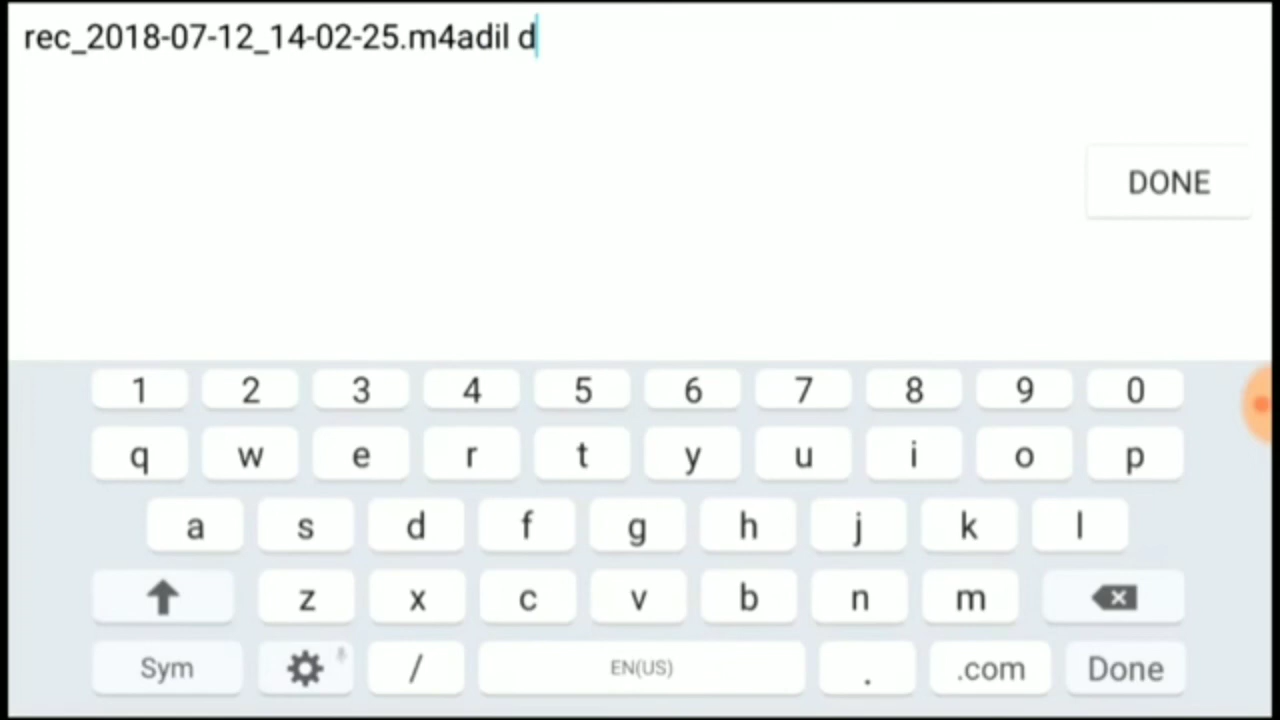 rec_2018-07-12_14-02-25.m4adil d
DONE
1 2 3 4 5 6 7 8 9 0
q w e r t y u i o p
a s d f g h j k l
z x c v b n m
Sym / EN(US) . .com Done